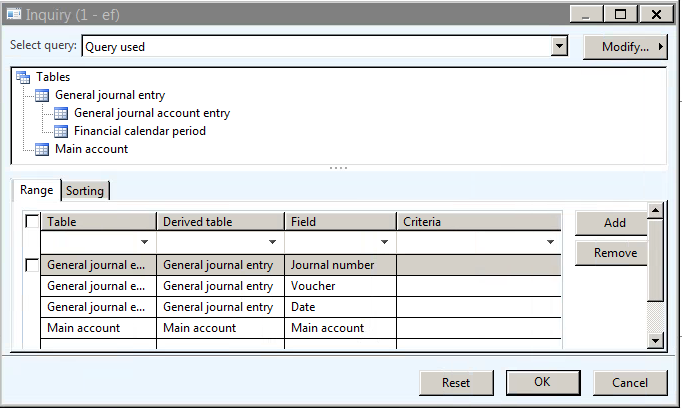 Inquiry (1 - ef)
Select query: Query used Modify...
Tables
General journal entry
General journal account entry
Financial calendar period
Main account
Range Sorting
Table Derived table Field Criteria Add
Remove
General journal e... General journal entry Journal number
General journal e... General journal entry Voucher
General journal e... General journal entry Date
Main account Main account Main account
Reset OK Cancel